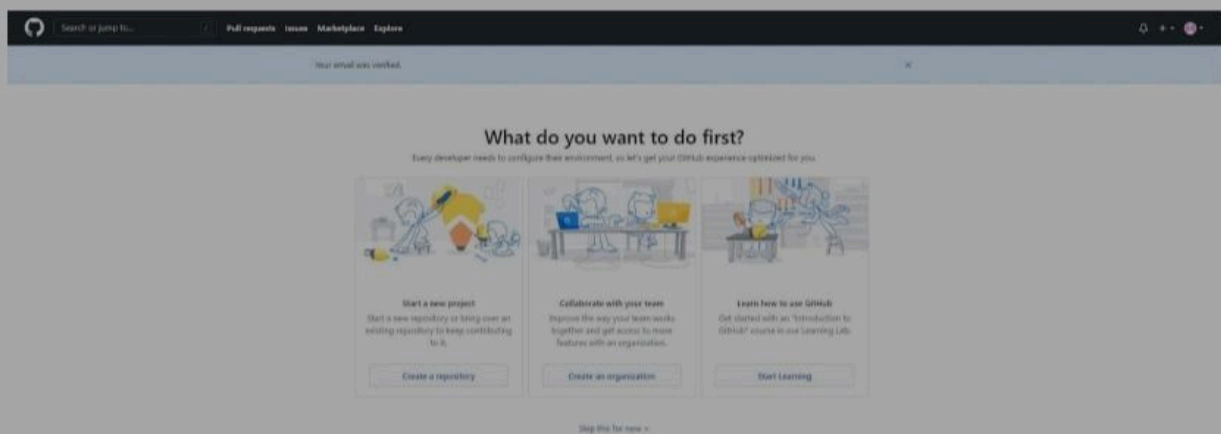 Search or jump to...
/
Pull requests Issues Marketplace Explore
Your email was verified.
What do you want to do first?
Every developer needs to configure their environment, so let's get your GitHub experience optimized for you.
Start a new project
Start a new repository or bring over an
existing repository to keep contributing
to it.
Create a repository
Collaborate with your team
Improve the way your team works
together and get access to more
features with an organization.
Create an organization
Learn how to use GitHub
Get started with an "Introduction to
GitHub" course in our Learning Lab.
Start Learning
Skip this for now >